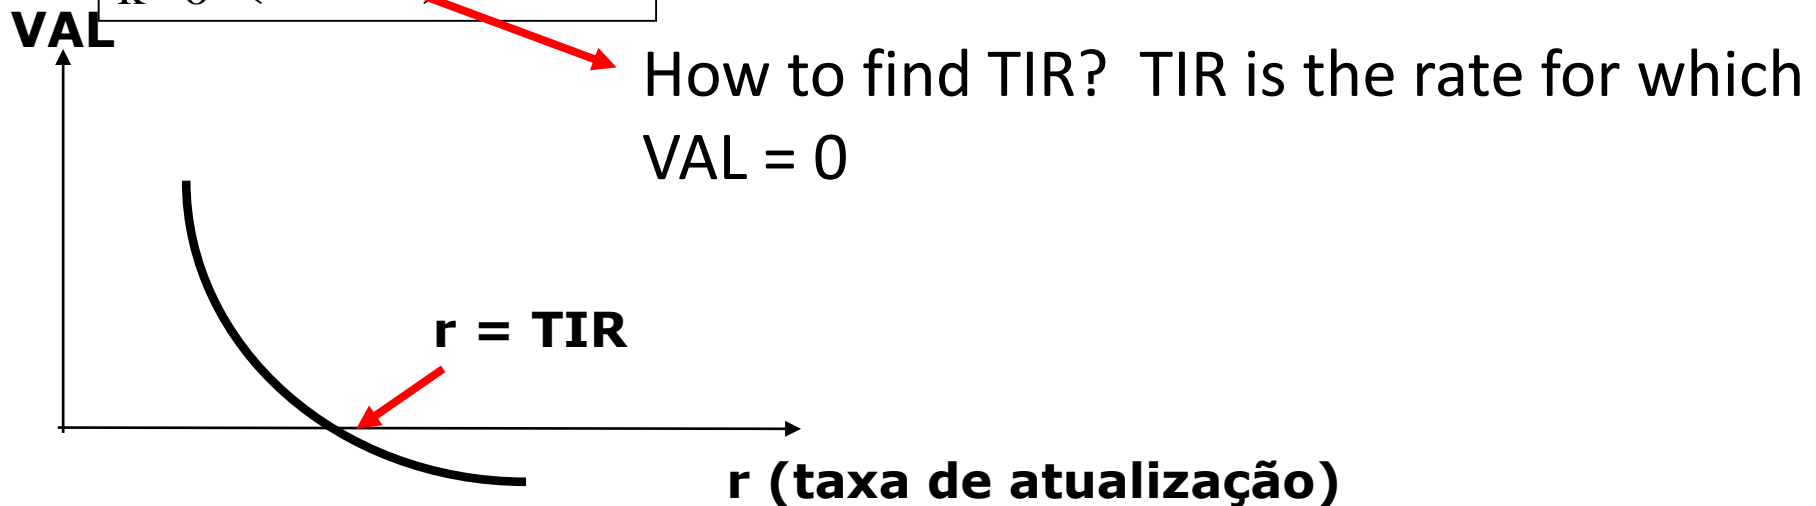 VAL
How to find TIR? TIR is the rate for which
VAL = 0
r = TIR
r (taxa de atualização)